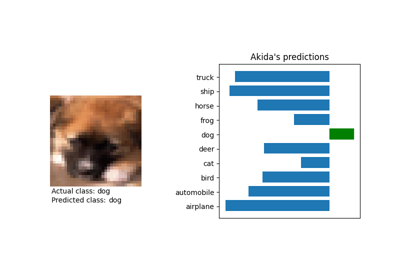 Akida's predictions
truck
ship
horse
frog
dog
deer
cat
bird
automobile
airplane
Actual class: dog
Predicted class: dog